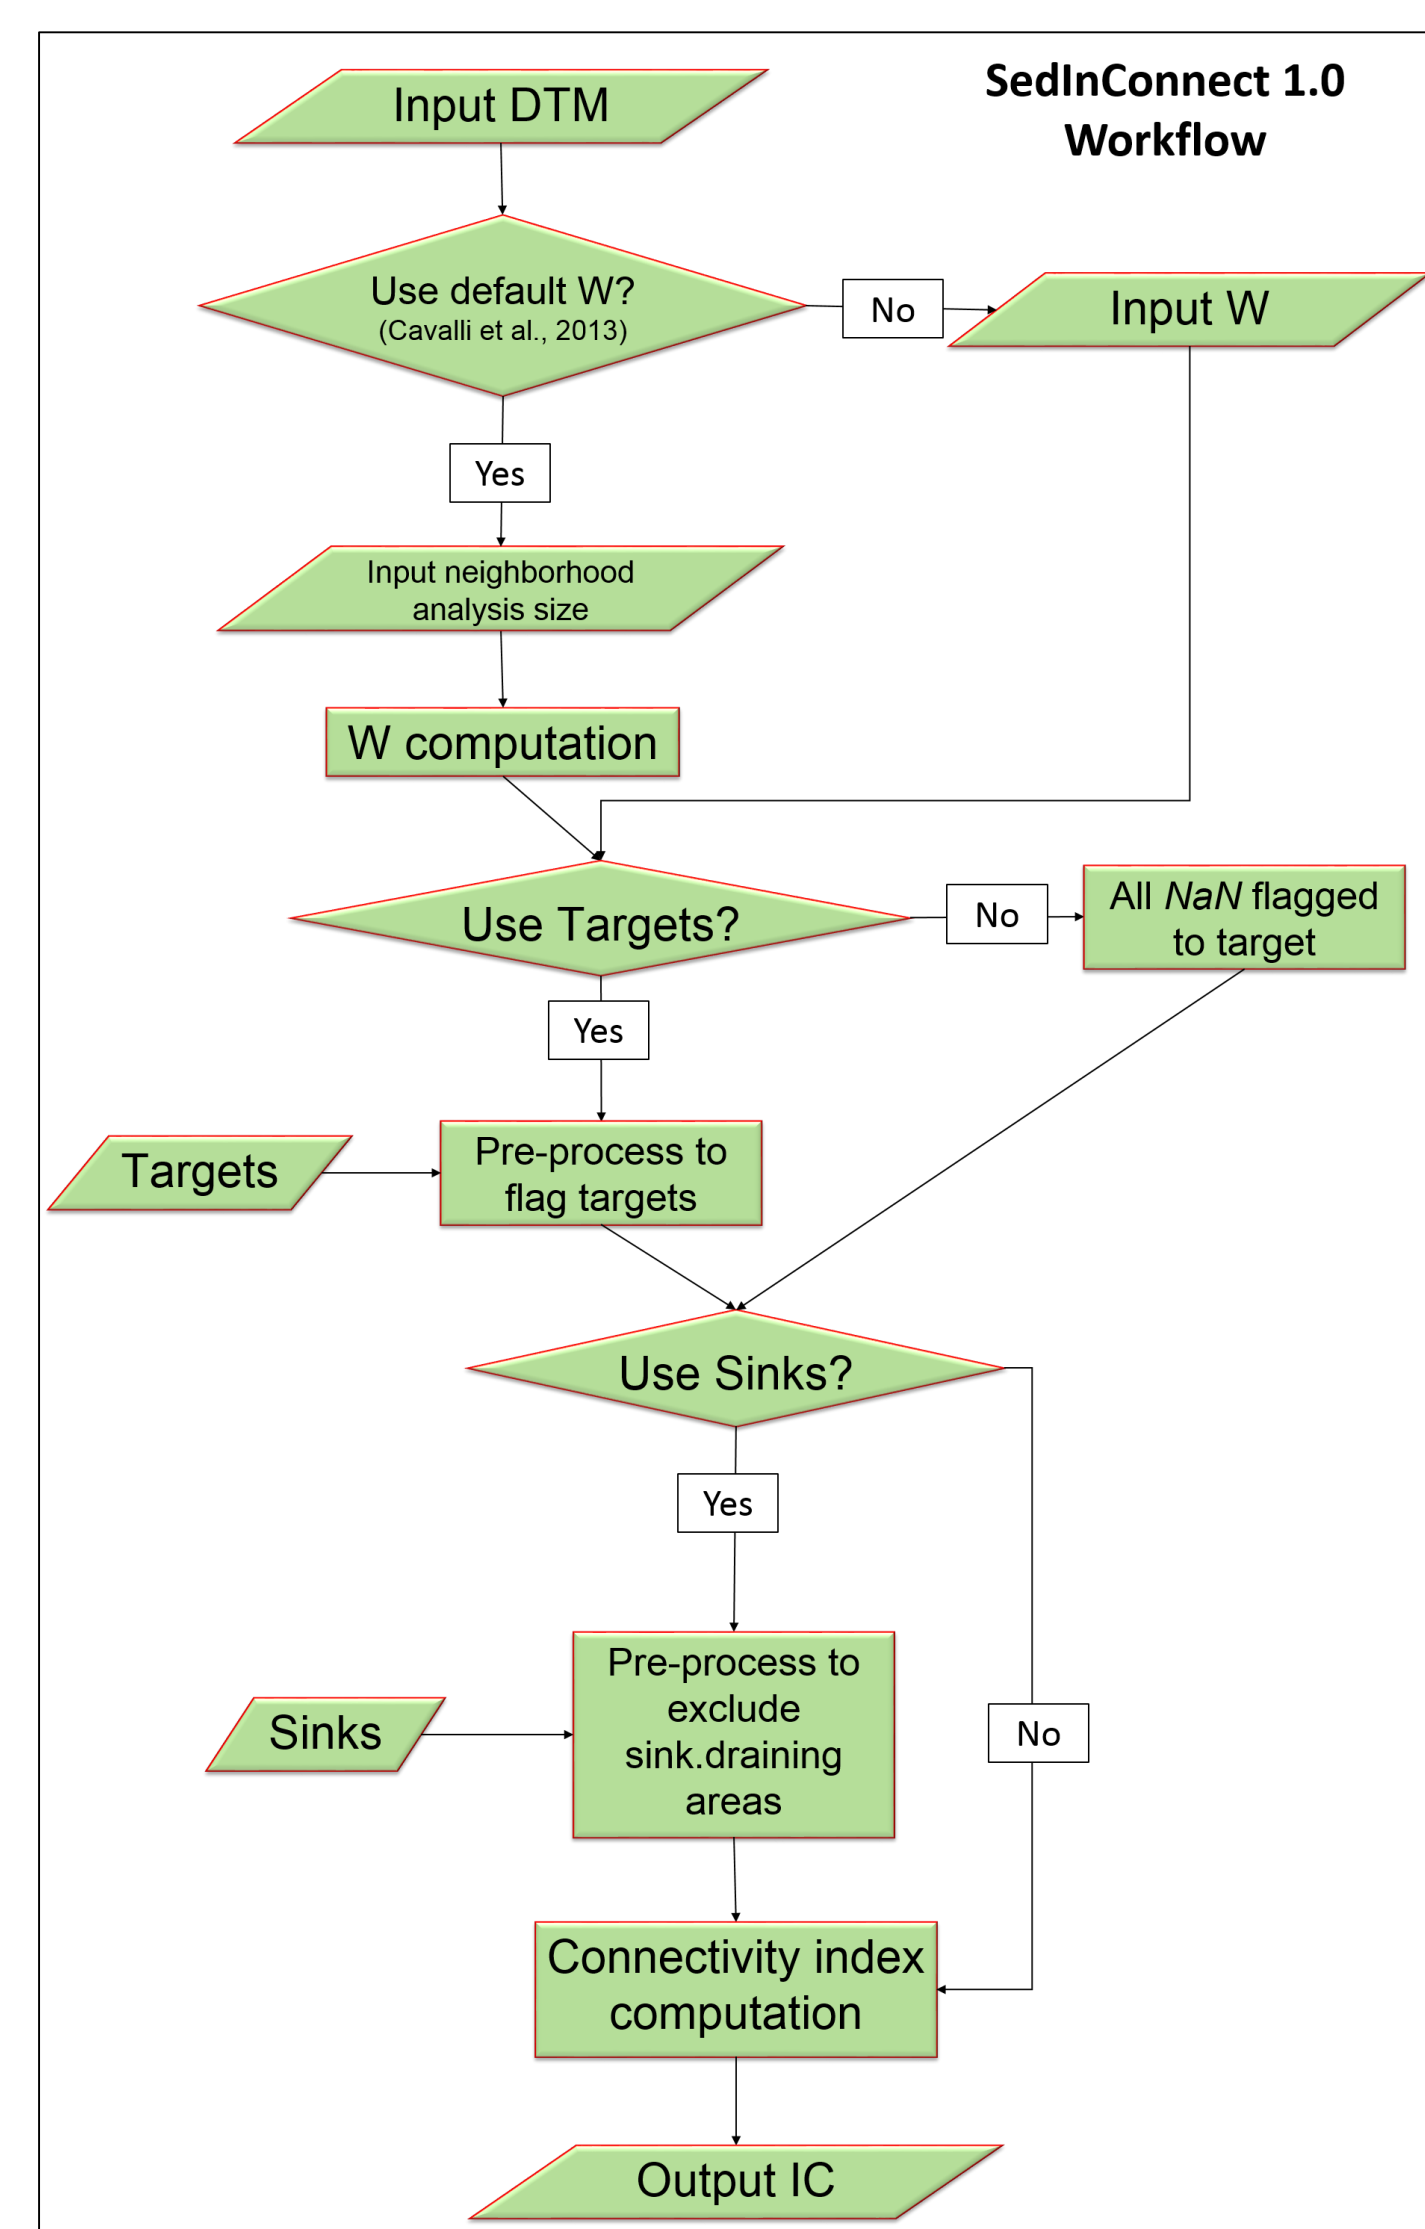 SedInConnect 1.0
Workflow
Input DTM
Use default W?
(Cavalli et al., 2013)
No
Input W
Yes
Input neighborhood
analysis size
W computation
Use Targets?
No
All NaN flagged
to target
Yes
Targets
Pre-process to
flag targets
Use Sinks?
Yes
Pre-process to
exclude
sink.draining
areas
Sinks
No
Connectivity index
computation
Output IC